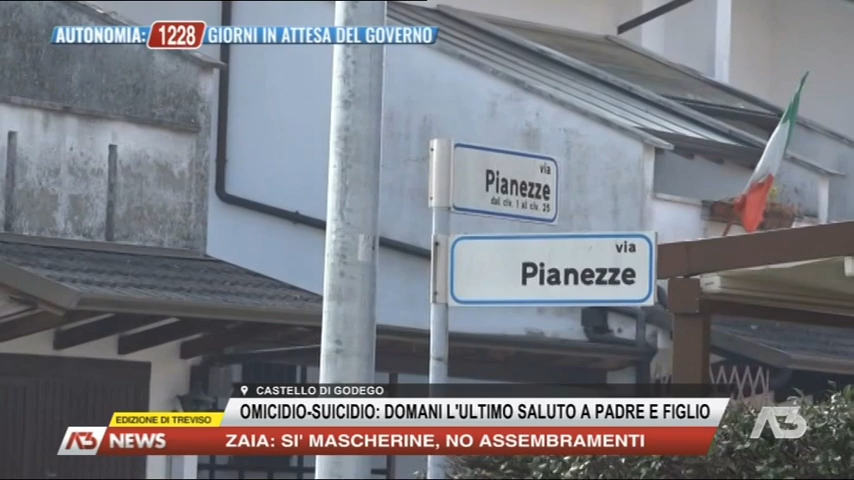 AUTONOMIA: 1228 GIORNI IN ATTESA DEL GOVERNO
via
Pianezze
dal civ. 1 al civ. 35
via
Pianezze
CASTELLO DI GODEGO
EDIZIONE DI TREVISO
OMICIDIO-SUICIDIO: DOMANI L'ULTIMO SALUTO A PADRE E FIGLIO
A3 NEWS
ZAIA: SI' MASCHERINE, NO ASSEMBRAMENTI
A3